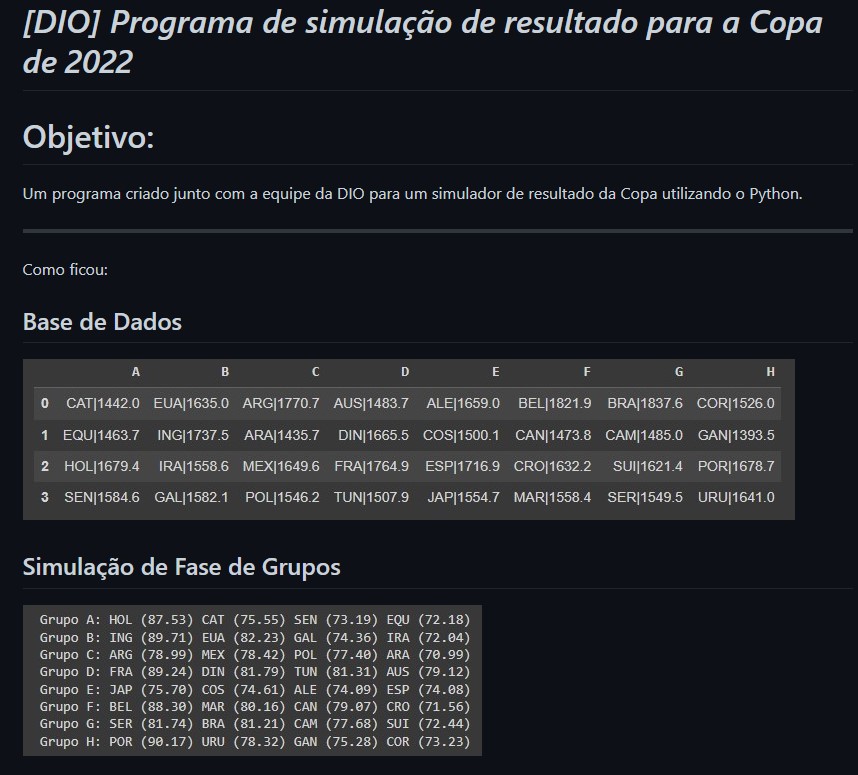 [DIO] Programa de simulação de resultado para a Copa
de 2022
Objetivo:
Um programa criado junto com a equipe da DIO para um simulador de resultado da Copa utilizando o Python.
Como ficou:
Base de Dados
A B C D E F G H
0 CAT|1442.0 EUA|1635.0 ARG|1770.7 AUS|1483.7 ALE|1659.0 BEL|1821.9 BRA|1837.6 COR|1526.0
1 EQU|1463.7 ING|1737.5 ARA|1435.7 DIN|1665.5 COS|1500.1 CAN|1473.8 CAM|1485.0 GAN|1393.5
2 HOL|1679.4 IRA|1558.6 MEX|1649.6 FRA|1764.9 ESP|1716.9 CRO|1632.2 SUI|1621.4 POR|1678.7
3 SEN|1584.6 GAL|1582.1 POL|1546.2 TUN|1507.9 JAP|1554.7 MAR|1558.4 SER|1549.5 URU|1641.0
Simulação de Fase de Grupos
Grupo A: HOL (87.53) CAT (75.55) SEN (73.19) EQU (72.18)
Grupo B: ING (89.71) EUA (82.23) GAL (74.36) IRA (72.04)
Grupo C: ARG (78.99) MEX (78.42) POL (77.40) ARA (70.99)
Grupo D: FRA (89.24) DIN (81.79) TUN (81.31) AUS (79.12)
Grupo E: JAP (75.70) COS (74.61) ALE (74.09) ESP (74.08)
Grupo F: BEL (88.30) MAR (80.16) CAN (79.07) CRO (71.56)
Grupo G: SER (81.74) BRA (81.21) CAM (77.68) SUI (72.44)
Grupo H: POR (90.17) URU (78.32) GAN (75.28) COR (73.23)